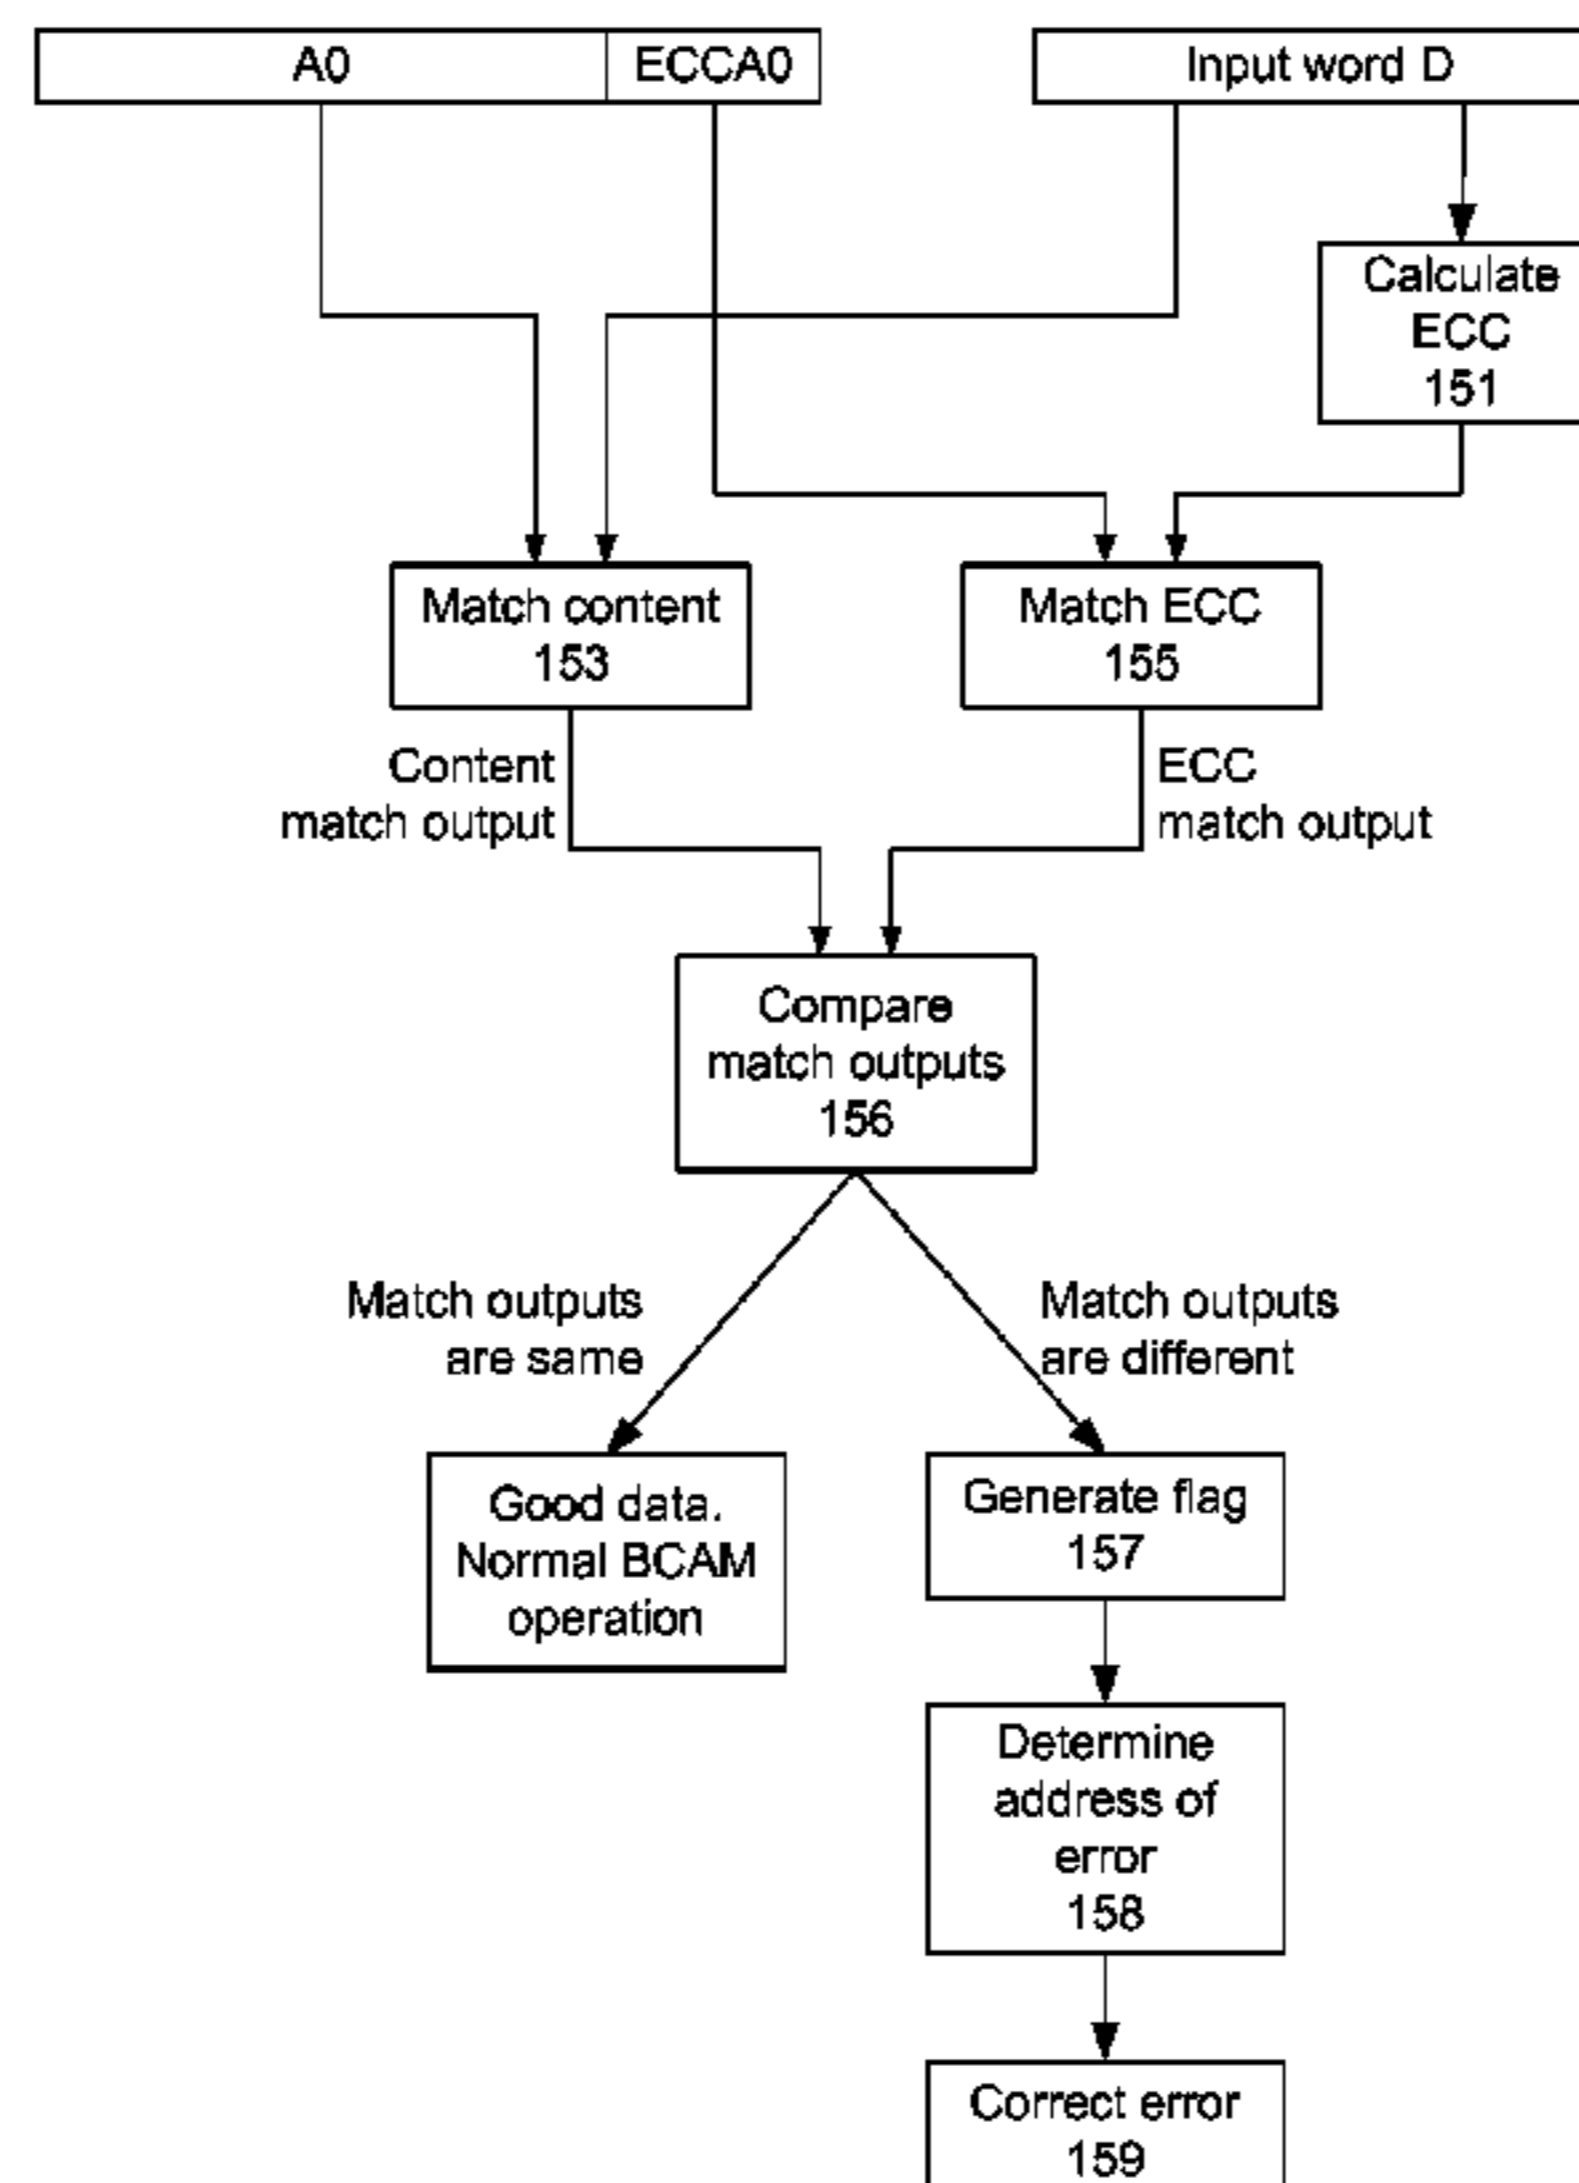 A0
ECCA0
Input word D
Calculate
ECC
151
Match content
153
Match ECC
155
Content
match output
ECC
match output
Compare
match outputs
156
Match outputs
are same
Match outputs
are different
Good data.
Normal BCAM
operation
Generate flag
157
Determine
address of
error
158
Correct error
159